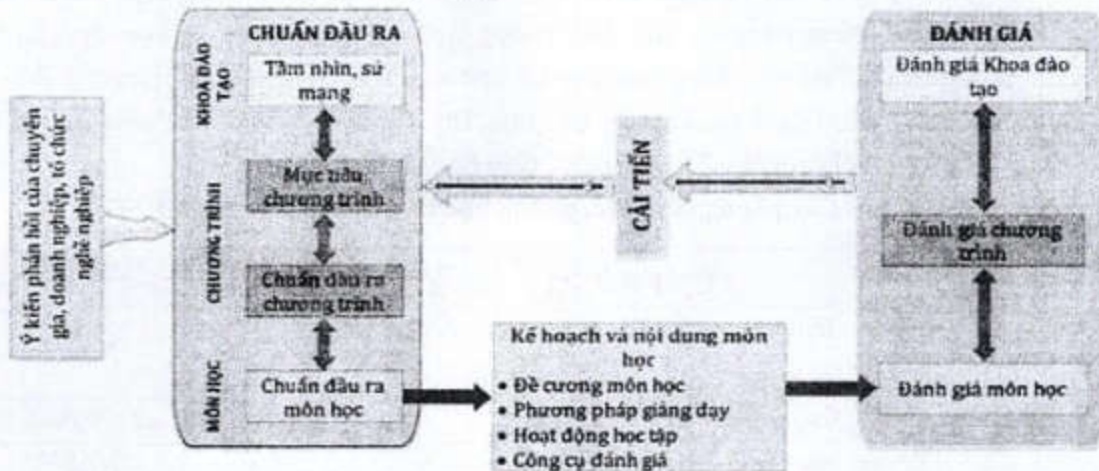 Ý kiến phản hồi của chuyên
gia, doanh nghiệp, tổ chức
nghề nghiệp
CHUẨN ĐẦU RA
KHOA ĐÀO
TẠO
Tầm nhìn, sứ
mạng
CHƯƠNG TRÌNH
Mục tiêu
chương trình
Chuẩn đầu ra
chương trình
MÔN HỌC
Chuẩn đầu ra
môn học
CẢI TIẾN
Kế hoạch và nội dung môn
học
• Đề cương môn học
• Phương pháp giảng dạy
• Hoạt động học tập
• Công cụ đánh giá
ĐÁNH GIÁ
Đánh giá Khoa đào
tạo
Đánh giá chương
trình
Đánh giá môn học